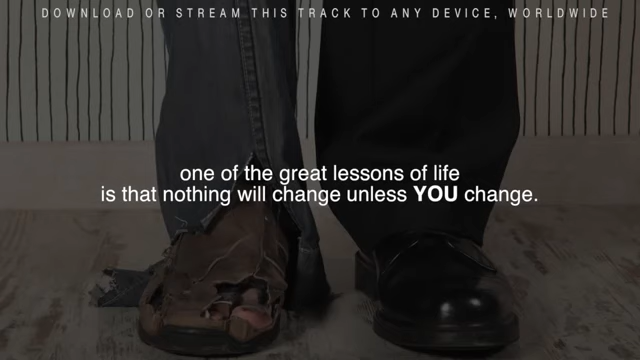 DOWNLOAD OR STREAM THIS TRACK TO ANY DEVICE, WORLDWIDE
one of the great lessons of life
is that nothing will change unless YOU change.